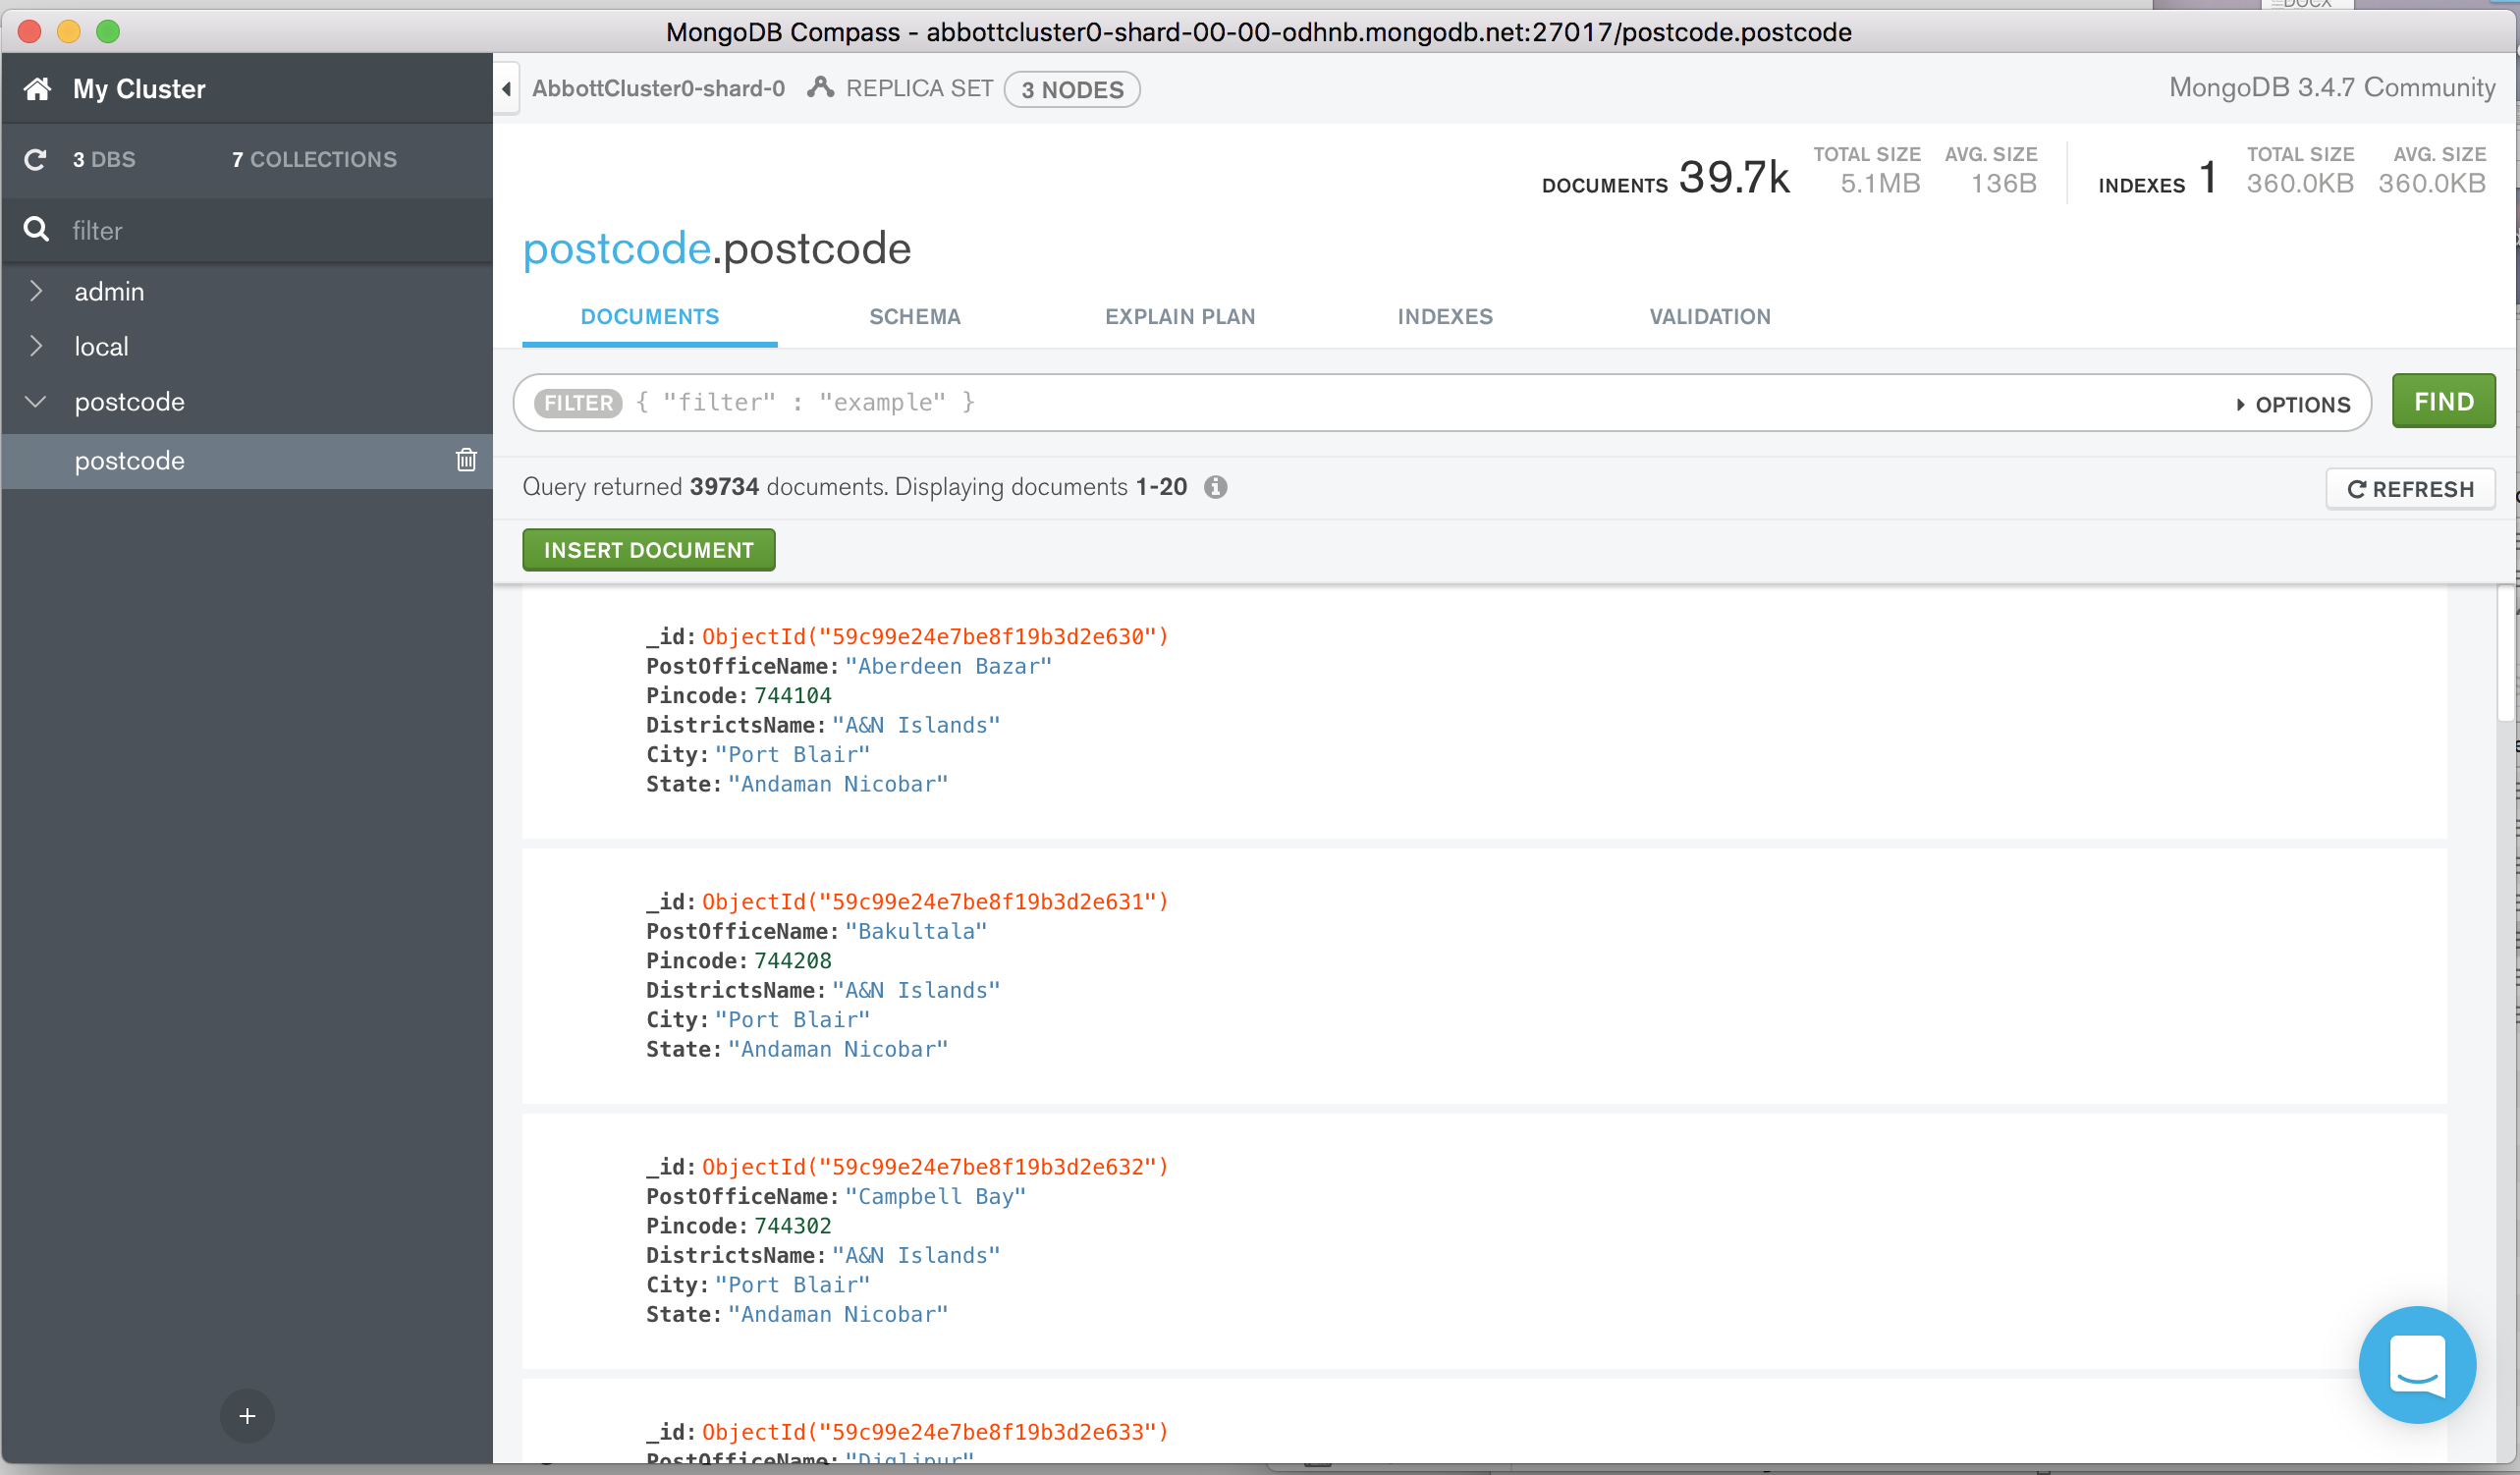 DOCX
MongoDB Compass - abbottcluster0-shard-00-00-odhnb.mongodb.net:27017/postcode.postcode
My Cluster
AbbottCluster0-shard-0 REPLICA SET 3 NODES
MongoDB 3.4.7 Community
3 DBS 7 COLLECTIONS
filter
admin
local
postcode
postcode
DOCUMENTS 39.7k TOTAL SIZE 5.1MB AVG. SIZE 136B
INDEXES 1 TOTAL SIZE 360.0KB AVG. SIZE 360.0KB
postcode.postcode
DOCUMENTS SCHEMA EXPLAIN PLAN INDEXES VALIDATION
FILTER { "filter" : "example" } OPTIONS FIND
Query returned 39734 documents. Displaying documents 1-20 REFRESH
INSERT DOCUMENT
_id: ObjectId("59c99e24e7be8f19b3d2e630")
PostOfficeName: "Aberdeen Bazar"
Pincode: 744104
DistrictsName: "A&N Islands"
City: "Port Blair"
State: "Andaman Nicobar"
_id: ObjectId("59c99e24e7be8f19b3d2e631")
PostOfficeName: "Bakultala"
Pincode: 744208
DistrictsName: "A&N Islands"
City: "Port Blair"
State: "Andaman Nicobar"
_id: ObjectId("59c99e24e7be8f19b3d2e632")
PostOfficeName: "Campbell Bay"
Pincode: 744302
DistrictsName: "A&N Islands"
City: "Port Blair"
State: "Andaman Nicobar"
_id: ObjectId("59c99e24e7be8f19b3d2e633")
PostOfficeName: "Diglipur"